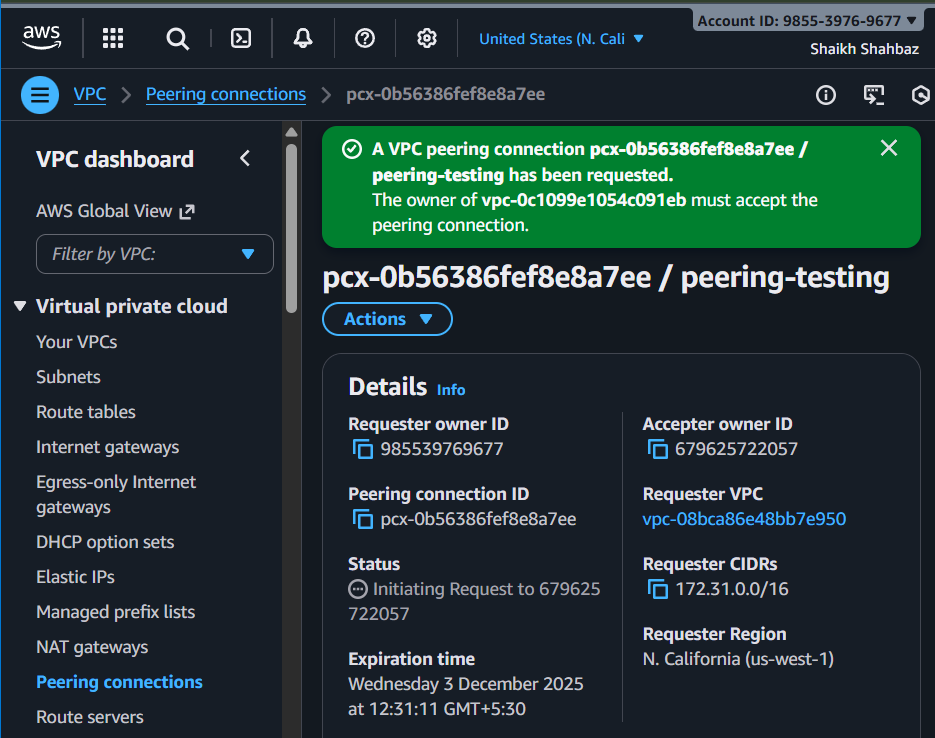 aws
United States (N. Cali
Account ID: 9855-3976-9677
Shaikh Shahbaz
VPC
Peering connections
pcx-0b56386fef8e8a7ee
VPC dashboard
AWS Global View
Filter by VPC:
Virtual private cloud
Your VPCs
Subnets
Route tables
Internet gateways
Egress-only Internet
gateways
DHCP option sets
Elastic IPs
Managed prefix lists
NAT gateways
Peering connections
Route servers
A VPC peering connection pcx-0b56386fef8e8a7ee /
peering-testing has been requested.
The owner of vpc-0c1099e1054c091eb must accept the
peering connection.
pcx-0b56386fef8e8a7ee / peering-testing
Actions
Details Info
Requester owner ID
985539769677
Peering connection ID
pcx-0b56386fef8e8a7ee
Status
Initiating Request to 679625
722057
Expiration time
Wednesday 3 December 2025
at 12:31:11 GMT+5:30
Accepter owner ID
679625722057
Requester VPC
vpc-08bca86e48bb7e950
Requester CIDRs
172.31.0.0/16
Requester Region
N. California (us-west-1)